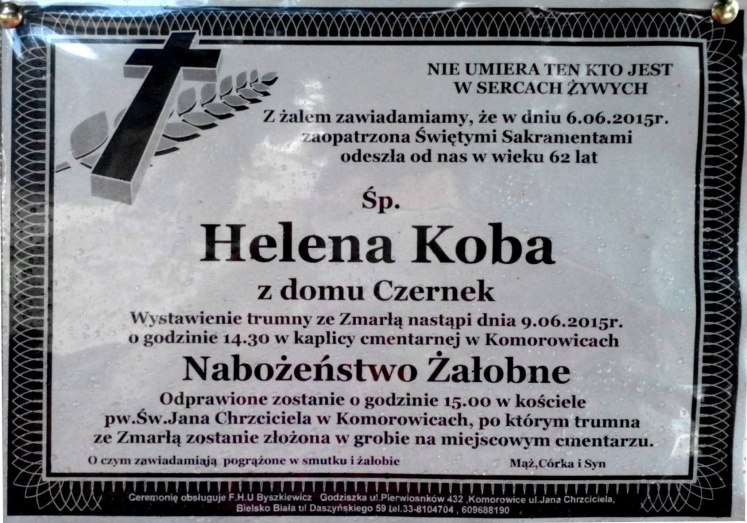 NIE UMIERA TEN KTO JEST
W SERCACH ŻYWYCH
Z żalem zawiadamiamy, że w dniu 6.06.2015r.
zaopatrzona Świętymi Sakramentami
odeszła od nas w wieku 62 lat
Śp.
Helena Koba
z domu Czernek
Wystawienie trumny ze Zmarłą nastąpi dnia 9.06.2015r.
o godzinie 14.30 w kaplicy cmentarnej w Komorowicach
Nabożeństwo Żałobne
Odprawione zostanie o godzinie 15.00 w kościele
pw.Św.Jana Chrzciciela w Komorowicach, po którym trumna
ze Zmarłą zostanie złożona w grobie na miejscowym cmentarzu.
O czym zawiadamiają pogrążone w smutku i żałobie Mąż,Córka i Syn
Ceremonię obsługuje F.H.U Byszkiewicz Godziszka ul.Pierwiosnków 432 ,Komorowice ul.Jana Chrzciciela,
Bielsko Biała ul Daszyńskiego 59 tel.33-8104704 , 609688190